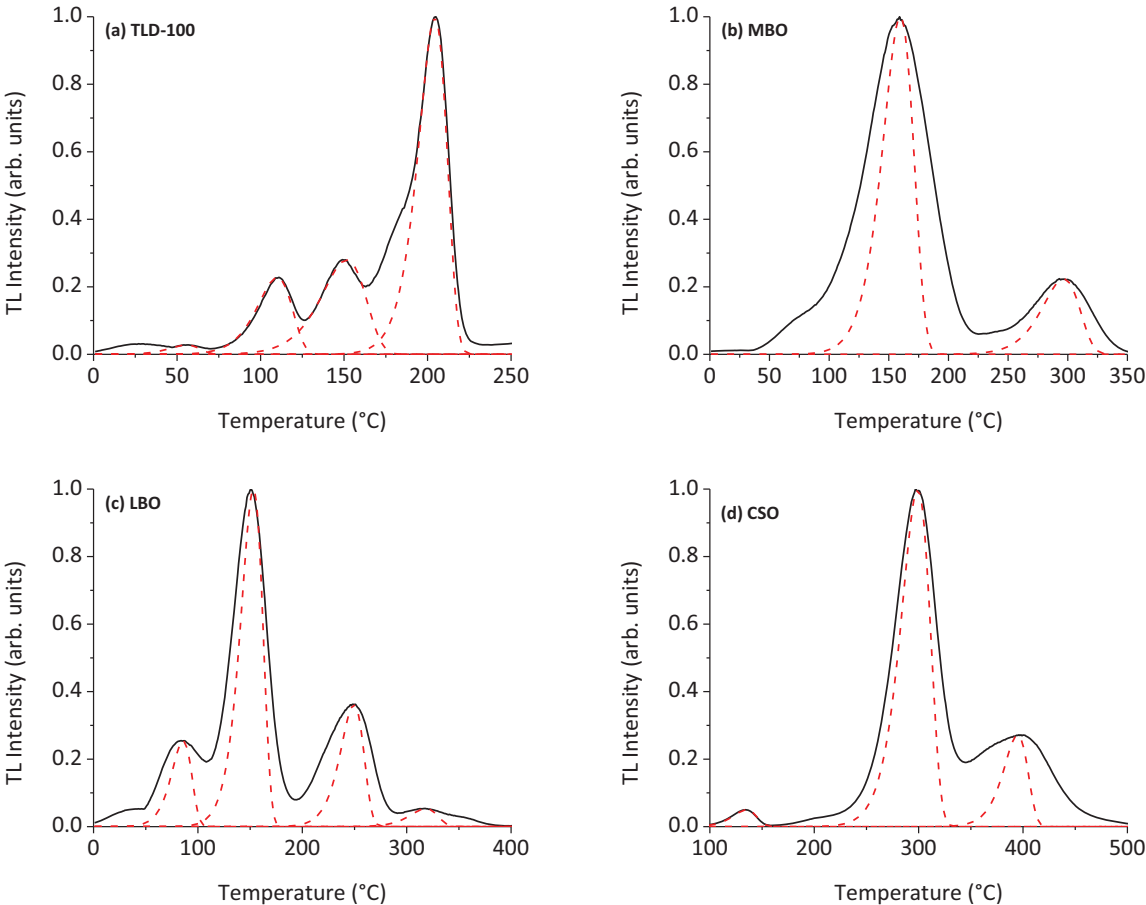 (a) TLD-100
TL Intensity (arb. units)
1.0
0.8
0.6
0.4
0.2
0.0
0 50 100 150 200 250
Temperature (°C)
(b) MBO
TL Intensity (arb. units)
1.0
0.8
0.6
0.4
0.2
0.0
0 50 100 150 200 250 300 350
Temperature (°C)
(c) LBO
TL Intensity (arb. units)
1.0
0.8
0.6
0.4
0.2
0.0
0 100 200 300 400
Temperature (°C)
(d) CSO
TL Intensity (arb. units)
1.0
0.8
0.6
0.4
0.2
0.0
100 200 300 400 500
Temperature (°C)